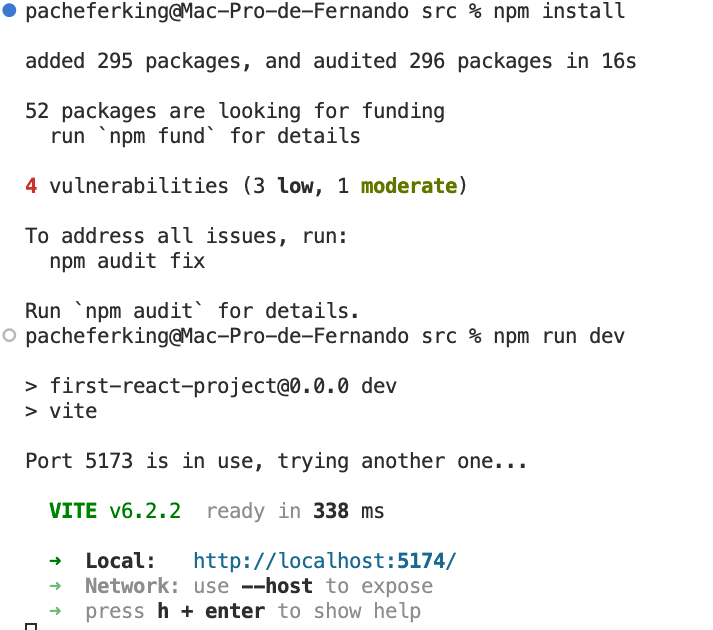 pacheferking@Mac-Pro-de-Fernando src % npm install
added 295 packages, and audited 296 packages in 16s
52 packages are looking for funding
  run `npm fund` for details
4 vulnerabilities (3 low, 1 moderate)
To address all issues, run:
  npm audit fix
Run `npm audit` for details.
pacheferking@Mac-Pro-de-Fernando src % npm run dev
> first-react-project@0.0.0 dev
> vite
Port 5173 is in use, trying another one...
  VITE v6.2.2  ready in 338 ms
  ➜  Local:   http://localhost:5174/
  ➜  Network: use --host to expose
  ➜  press h + enter to show help